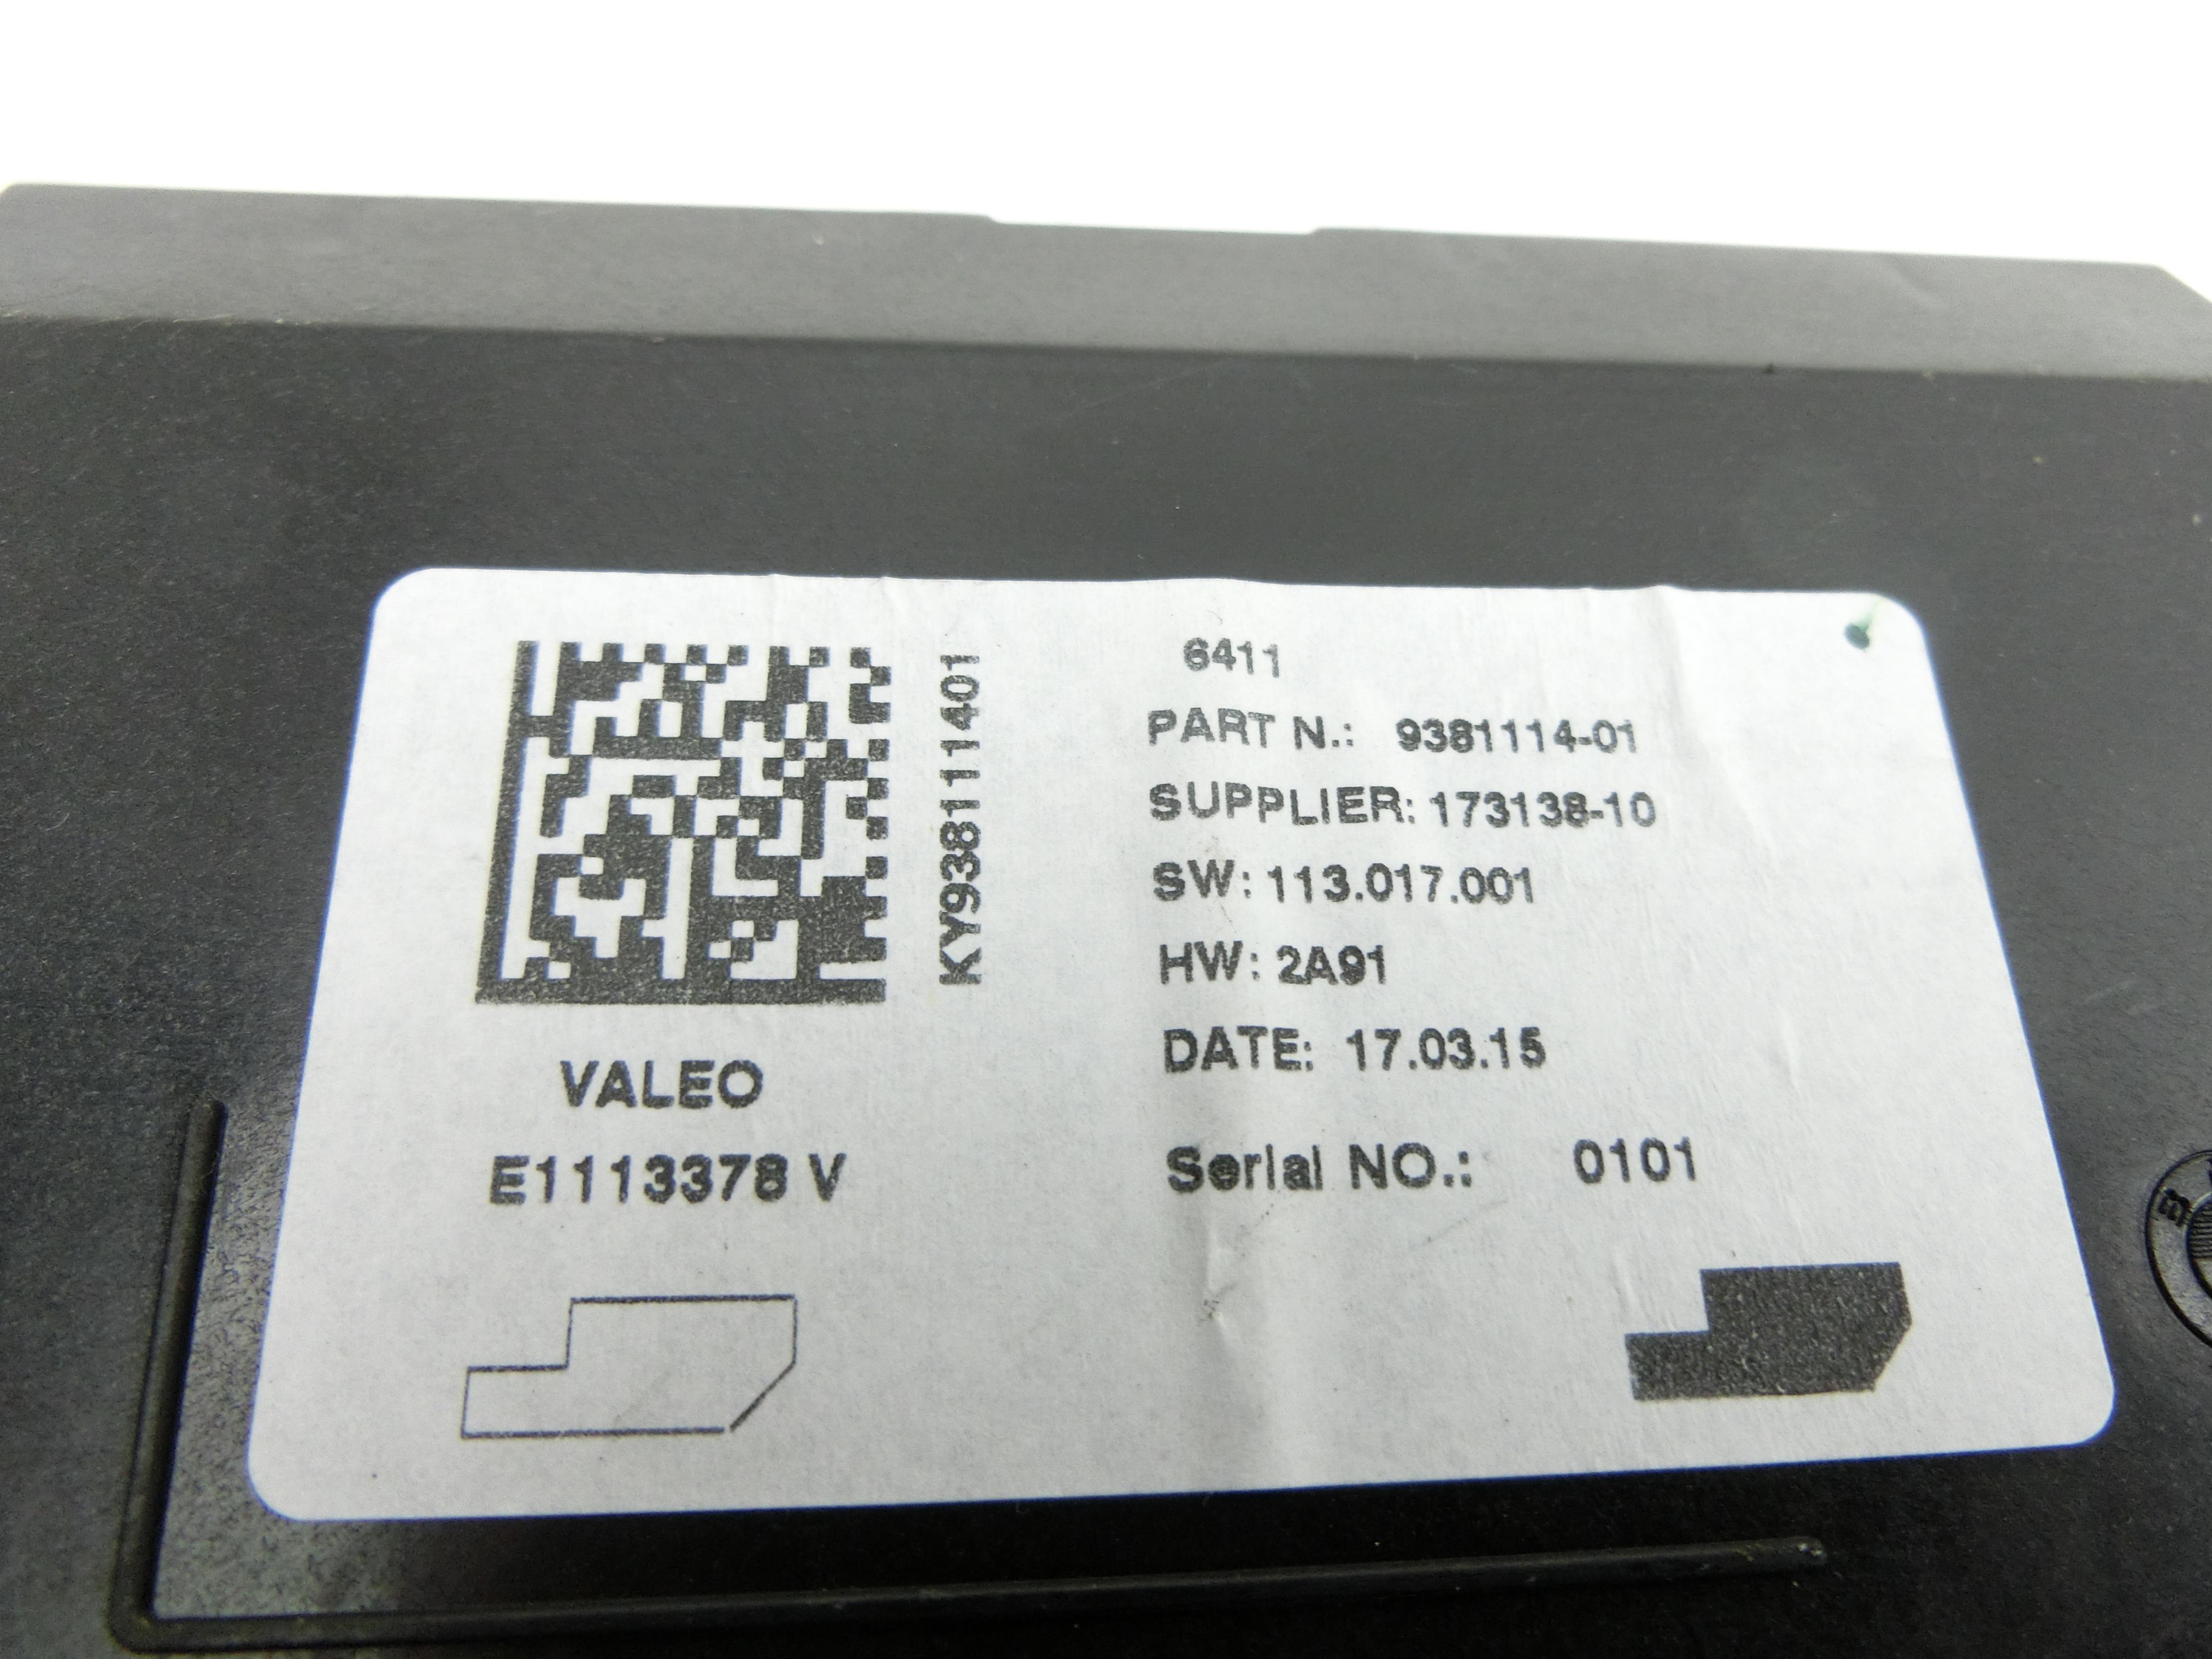 6411
PART N.: 9381114-01
SUPPLIER: 173138-10
SW: 113.017.001
HW: 2A91
DATE: 17.03.15
Serial NO.: 0101
KY938111401
VALEO
E1113378 V